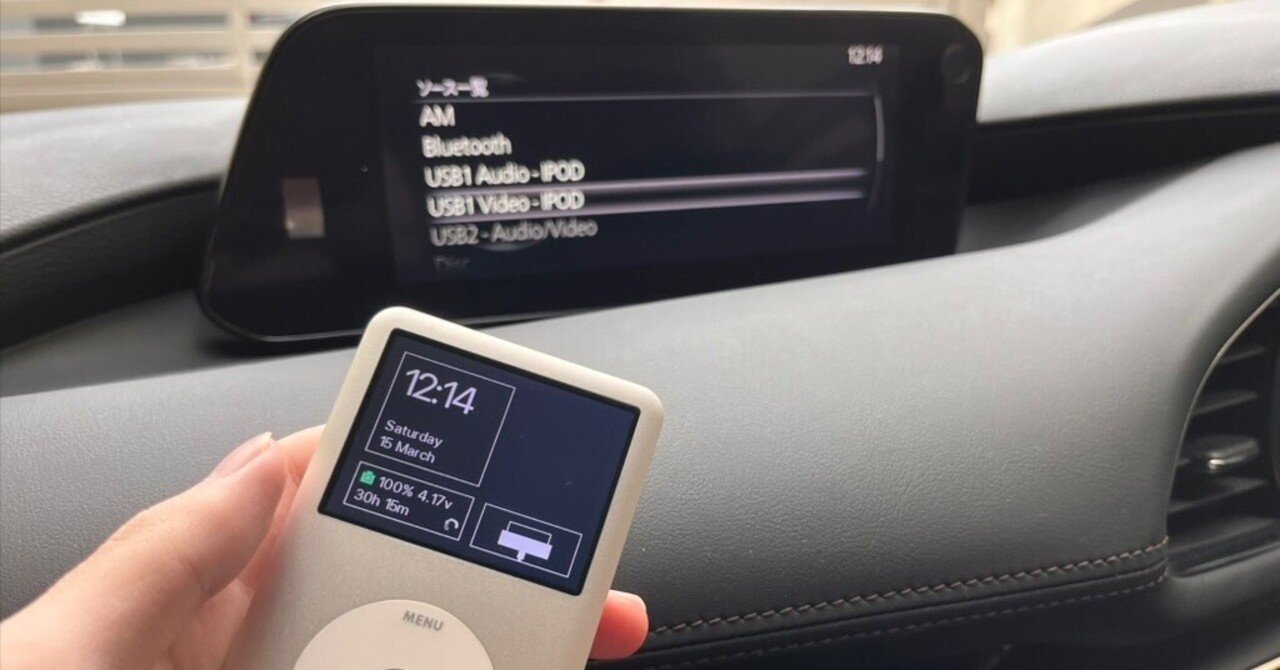 12:14
ソース一覧
AM
Bluetooth
USB1 Audio - IPOD
USB1 Video - IPOD
USB2 - Audio/Video
12:14
Saturday
15 March
100% 4.17v
30h 15m
MENU